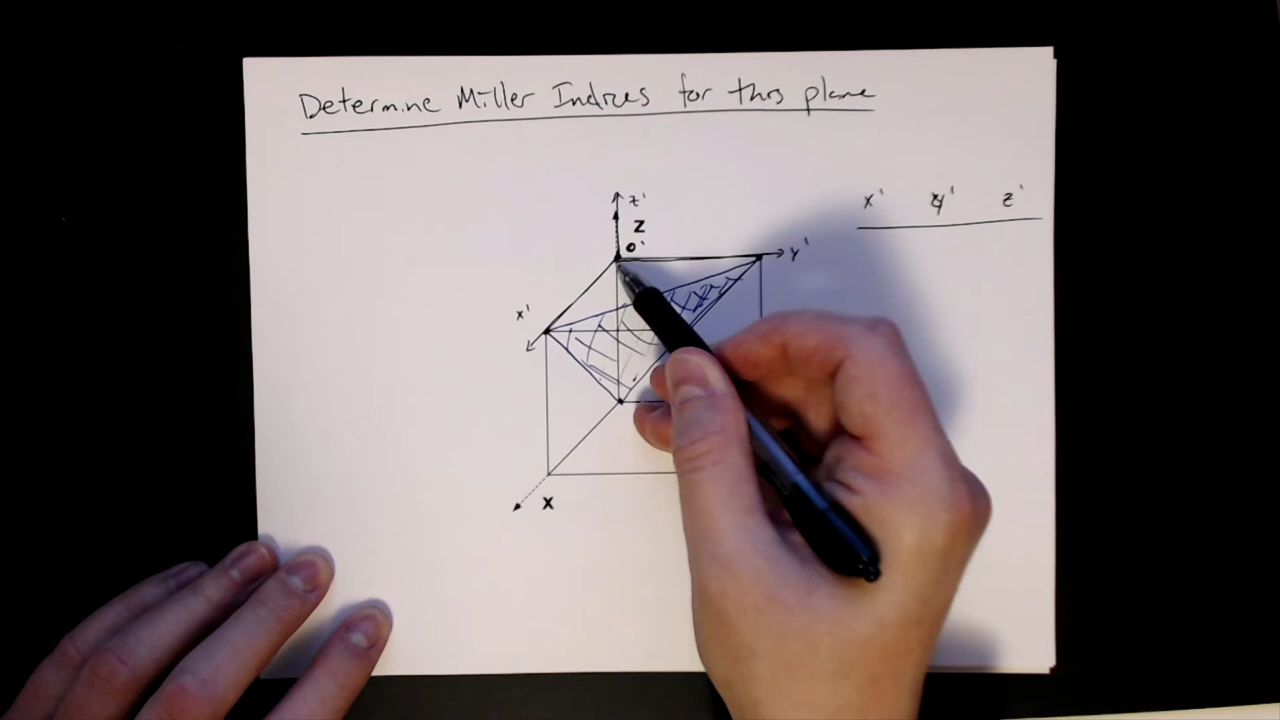 Determine Miller Indices for this plane
x' y' z'
z'
Z
O'
y'
x'
X